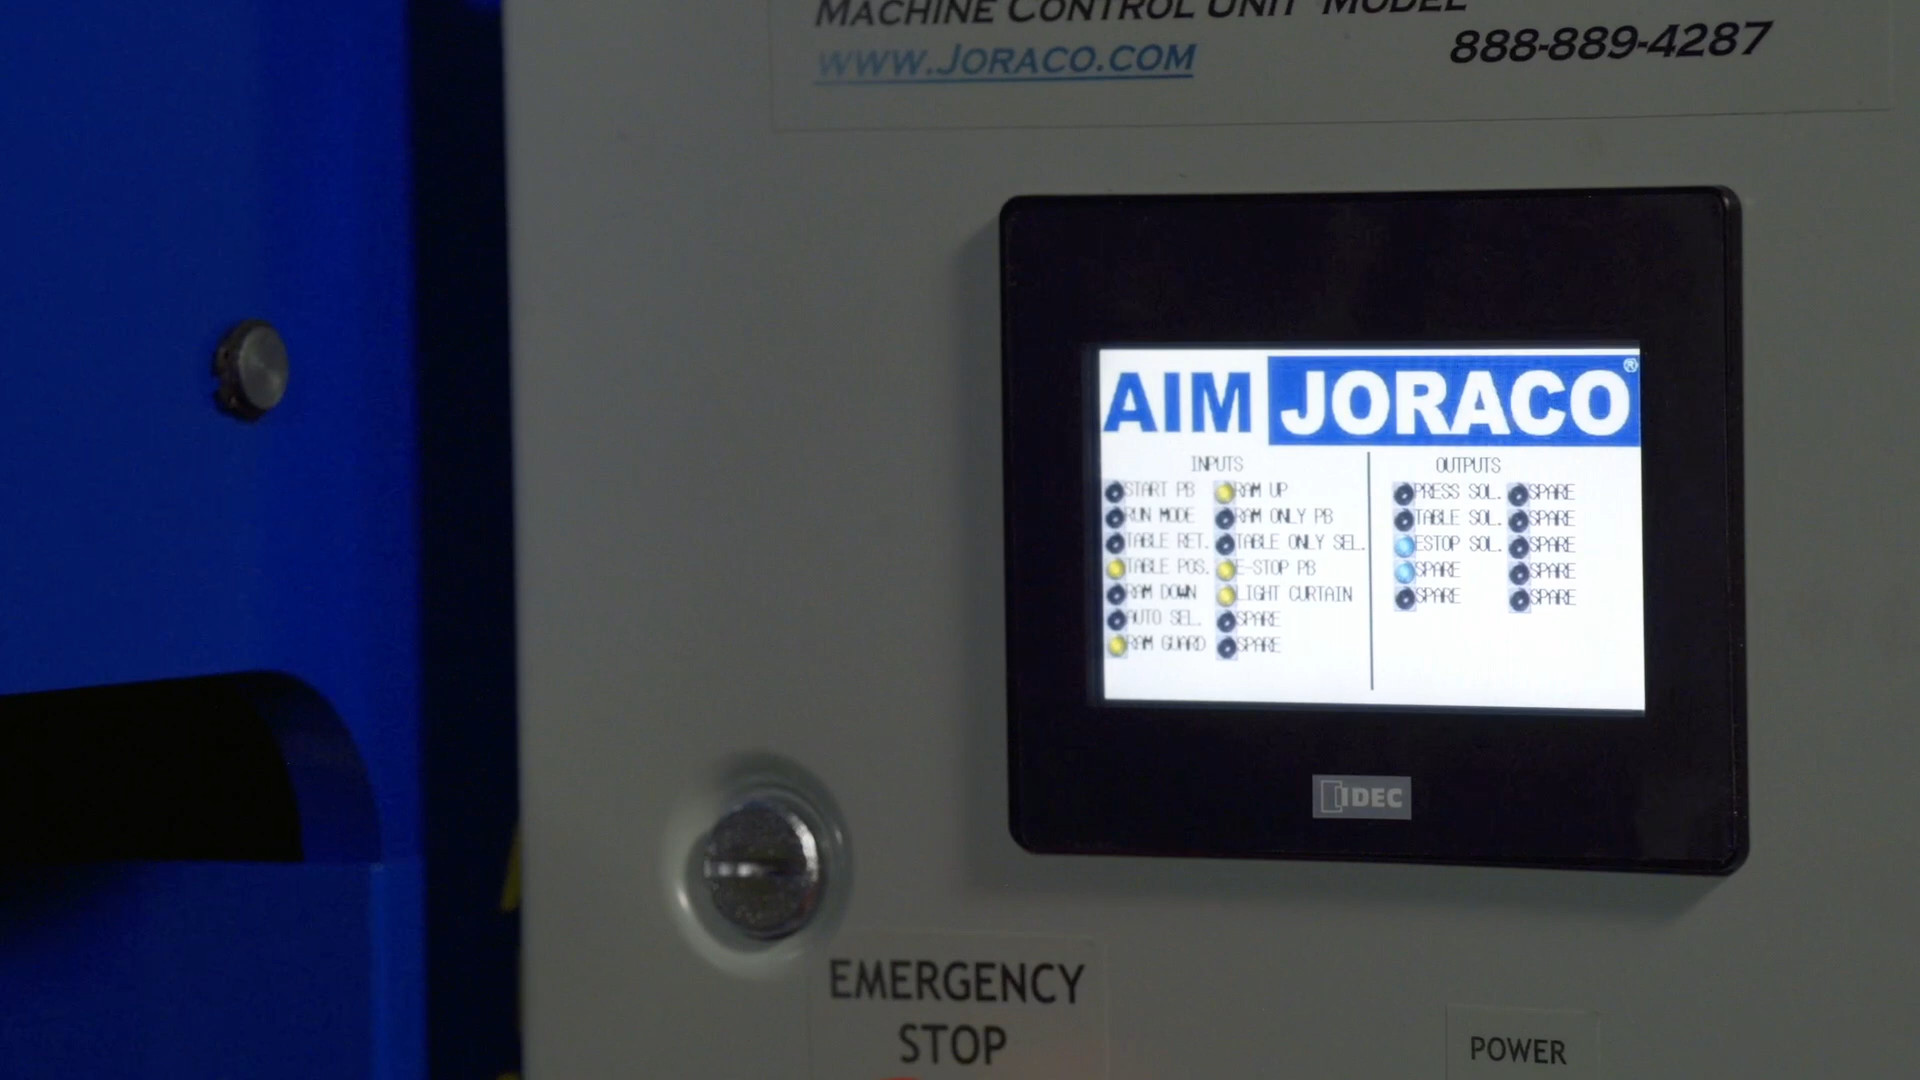 MACHINE CONTROL UNIT MODEL
WWW.JORACO.COM
888-889-4287
AIM JORACO®
INPUTS
START PB
RAM UP
RUN MODE
RAM ONLY PB
TABLE RET.
TABLE ONLY SEL.
TABLE POS.
E-STOP PB
RAM DOWN
LIGHT CURTAIN
AUTO SEL.
SPARE
RAM GUARD
SPARE
OUTPUTS
PRESS SOL.
SPARE
TABLE SOL.
SPARE
ESTOP SOL.
SPARE
SPARE
SPARE
SPARE
SPARE
IDEC
EMERGENCY
STOP
POWER